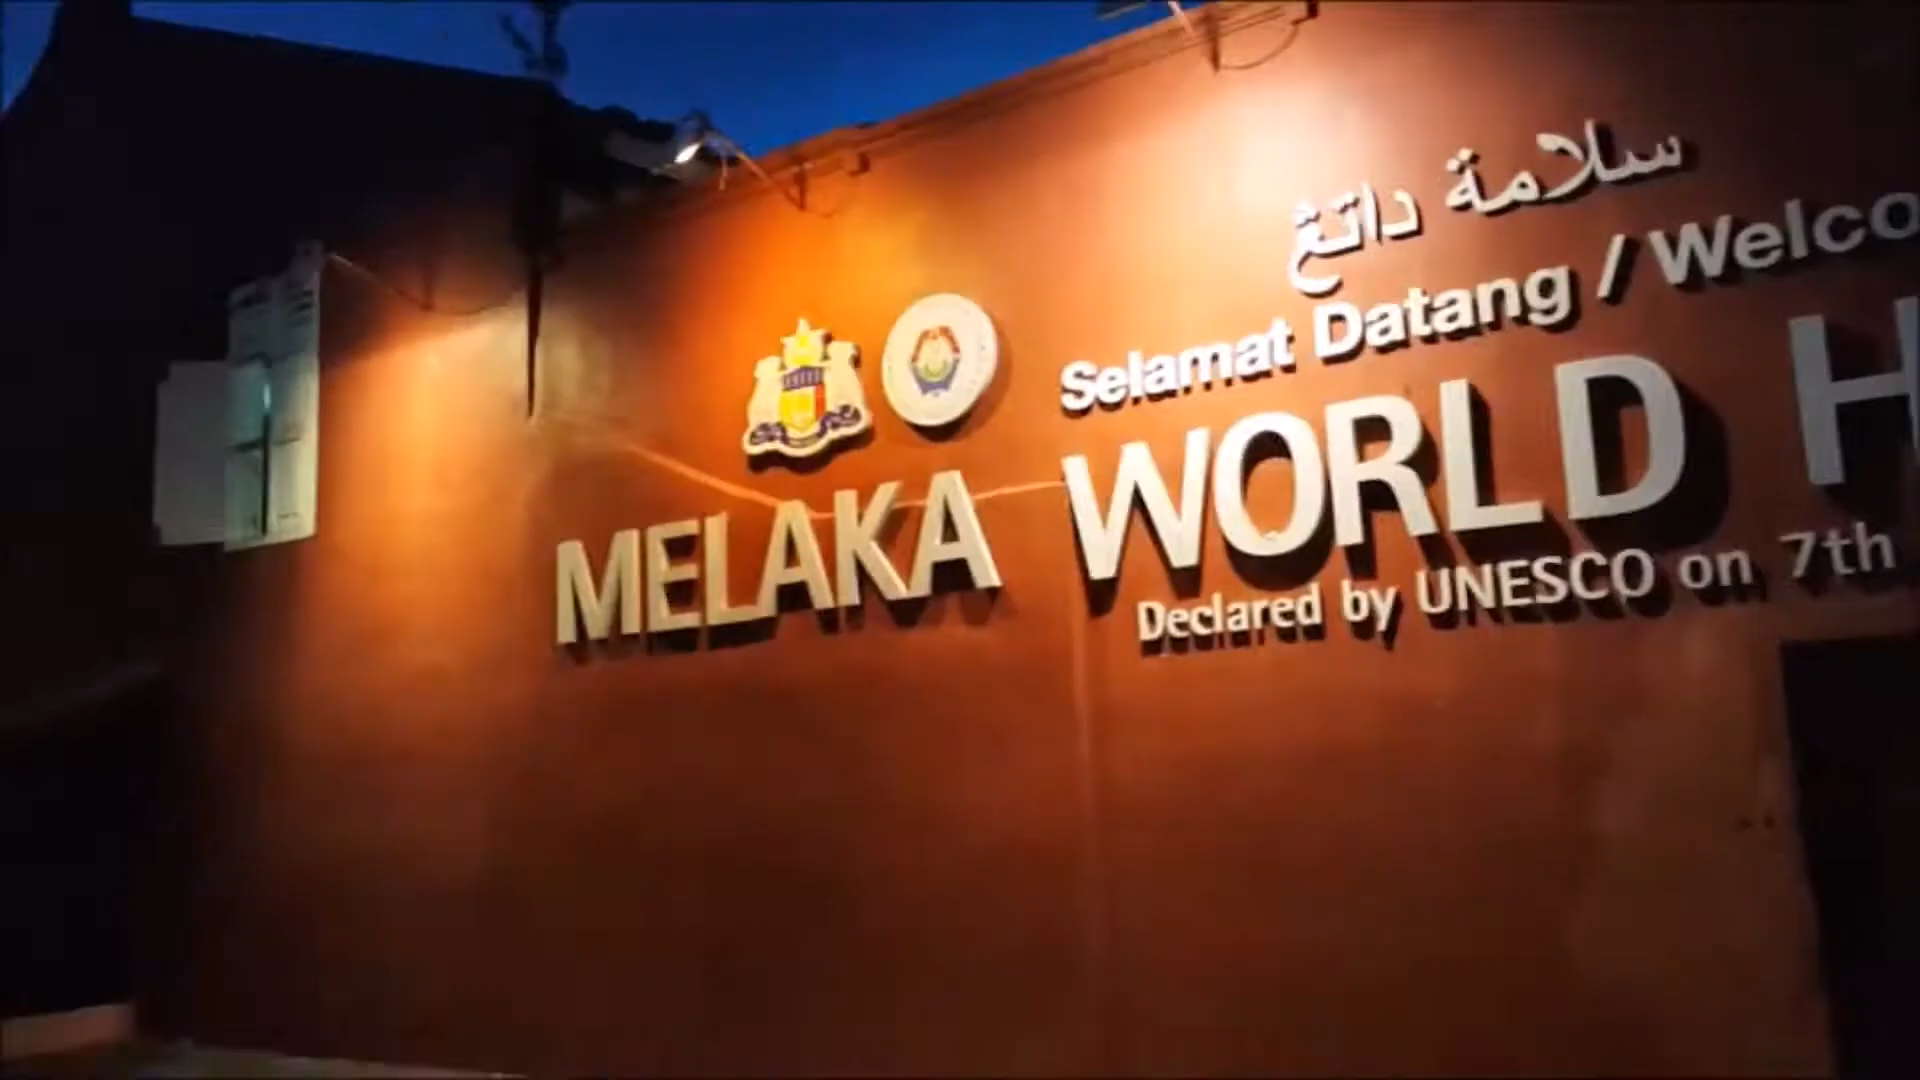 سلامة داتڠ
Selamat Datang / Welco
MELAKA WORLD H
Declared by UNESCO on 7th